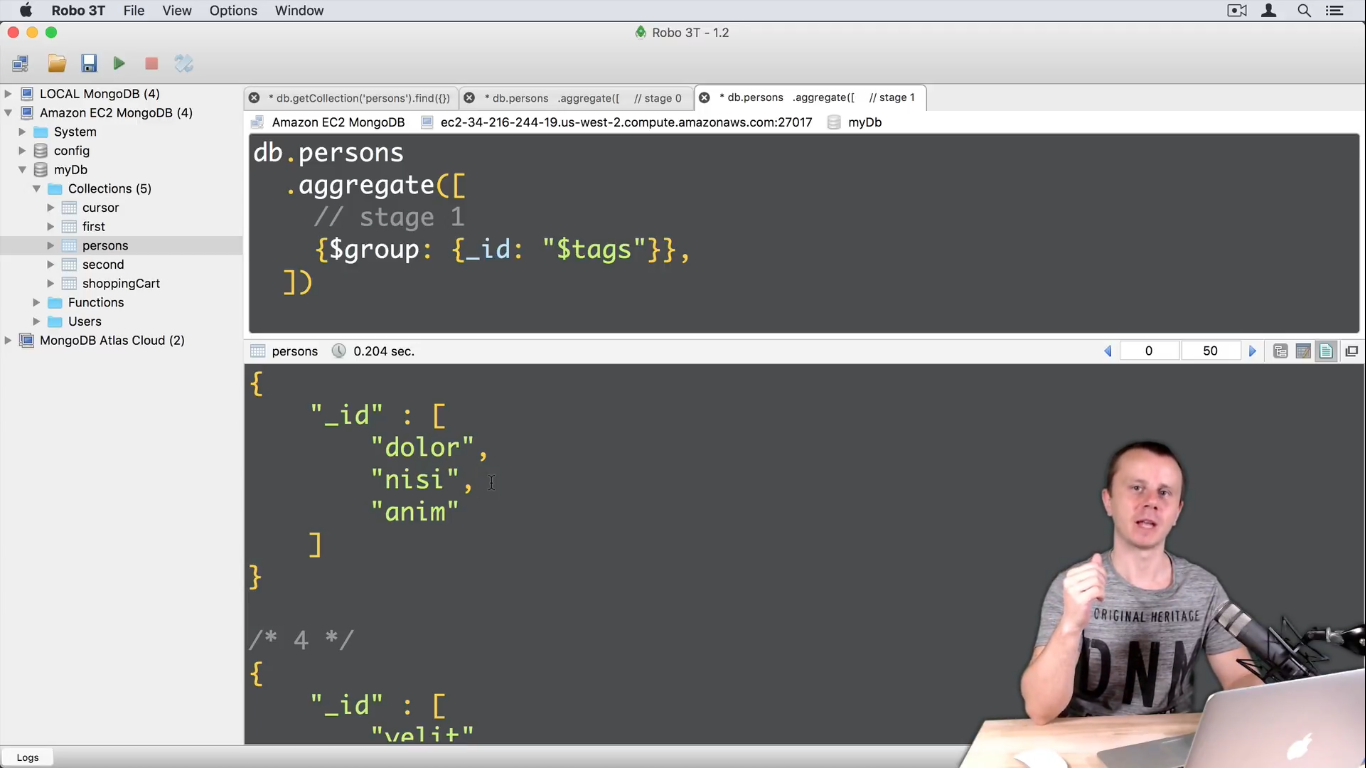 Robo 3T File View Options Window
Robo 3T - 1.2
LOCAL MongoDB (4)
Amazon EC2 MongoDB (4)
System
config
myDb
Collections (5)
cursor
first
persons
second
shoppingCart
Functions
Users
MongoDB Atlas Cloud (2)
* db.getCollection('persons').find({}) * db.persons .aggregate([ // stage 0 * db.persons .aggregate([ // stage 1
Amazon EC2 MongoDB ec2-34-216-244-19.us-west-2.compute.amazonaws.com:27017 myDb
db.persons
.aggregate([
// stage 1
{$group: {_id: "$tags"}},
])
persons 0.204 sec. 0 50
{
"_id" : [
"dolor",
"nisi",
"anim"
]
}
/* 4 */
{
"_id" : [
"velit"
ORIGINAL HERITAGE
DNM
Logs